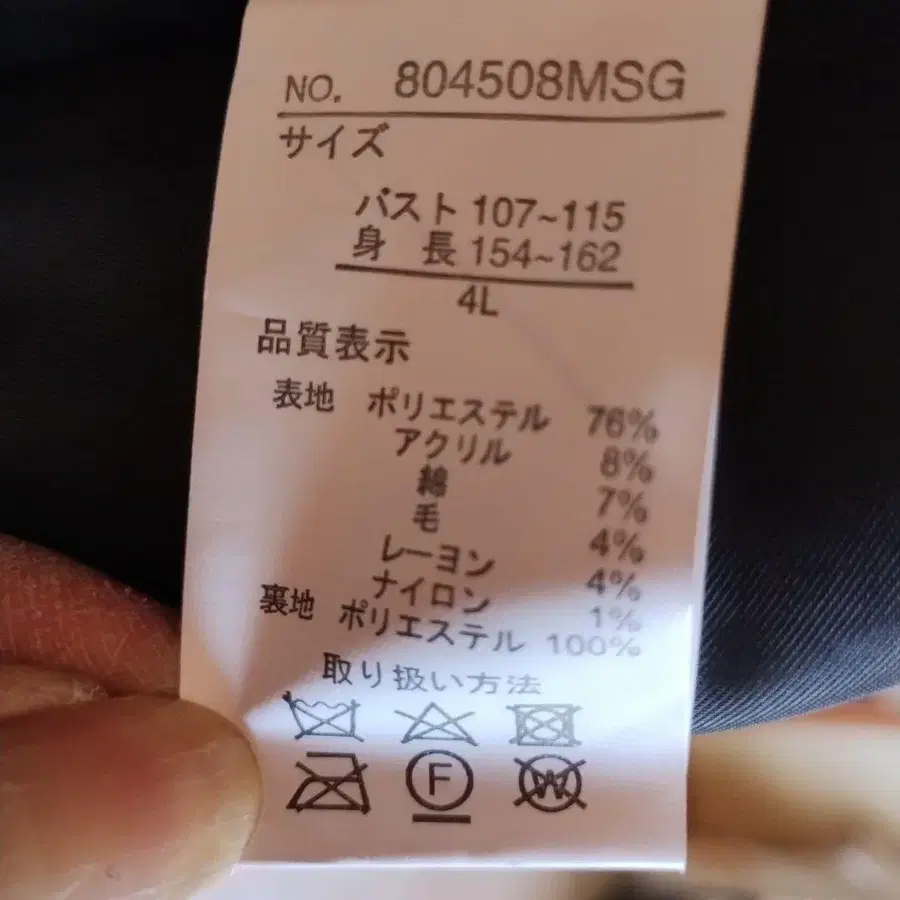 NO. 804508MSG
サイズ
バスト 107~115
身 長 154~162
4L
品質表示
表地 ポリエステル 76%
アクリル 8%
綿 7%
毛 4%
レーヨン 4%
ナイロン 1%
裏地 ポリエステル 100%
取り扱い方法
F W